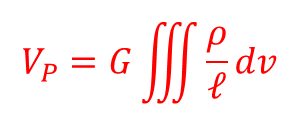 V_P = G ∭ ρ/ℓ dv